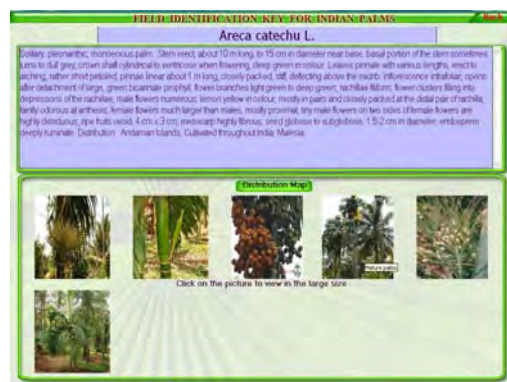 FIELD IDENTIFICATION KEY FOR INDIAN PALMS
Back
Areca catechu L.
Solitary, pleonanthic, monoecious palm. Stem erect, about 10 m long, to 15 cm in diameter near base, basal portion of the stem sometimes
turns to dull grey, crown shaft cylindrical to ventricose when flowering, deep green in colour. Leaves pinnate with various lengths, erect to
arching, rather short petioled, pinnae linear about 1 m long, closely packed, stiff, deflecting above the midrib. Inflorescence intrafoliar, opens
after detachment of large, green bicarinate prophyll, flower branches light green to deep green, rachillae filiform, flower clusters filling into
depressions of the rachillae, male flowers numerous, lemon yellow in colour, mostly in pairs and closely packed at the distal part of rachilla,
faintly odorous at anthesis, female flowers much larger than males, mostly proximal, tiny male flowers on two sides of female flowers are
highly deciduous, ripe fruits ovoid, 4 cm x 3 cm, mesocarp highly fibrous, seed globose to subglobose, 1.5-2 cm in diameter, endosperm
deeply ruminate. Distribution: Andaman Islands, Cultivated throughout India, Malesia.
Distribution Map
Mature palms
Click on the picture to view in the large size